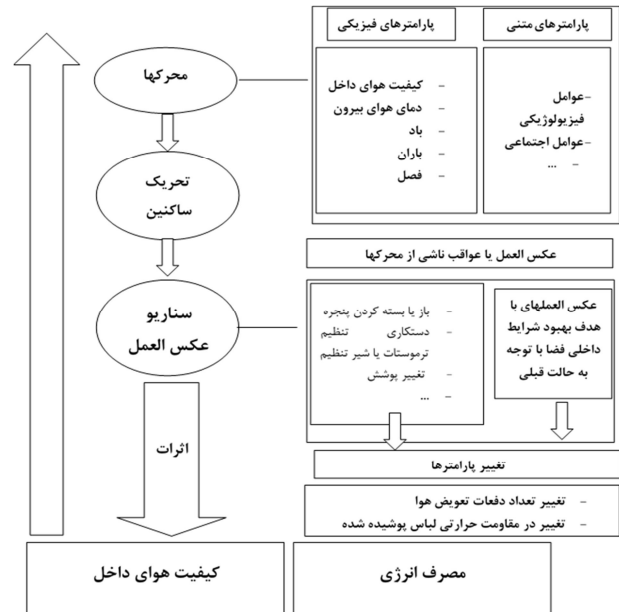 پارامترهای متنی
پارامترهای فیزیکی
محرکها
- کیفیت هوای داخل
- دمای هوای بیرون
- باد
- باران
- فصل
-عوامل
فیزیولوژیکی
-عوامل اجتماعی
- ...
تحریک
ساکنین
عکس العمل یا عواقب ناشی از محرکها
سناریو
عکس العمل
- باز یا بسته کردن پنجره
- دستکاری تنظیم
ترموستات یا شیر تنظیم
- تغییر پوشش
- ...
عکس العملهای با
هدف بهبود شرایط
داخلی فضا با توجه
به حالت قبلی
اثرات
تغییر پارامترها
- تغییر تعداد دفعات تعویض هوا
- تغییر در مقاومت حرارتی لباس پوشیده شده
مصرف انرژی
کیفیت هوای داخل